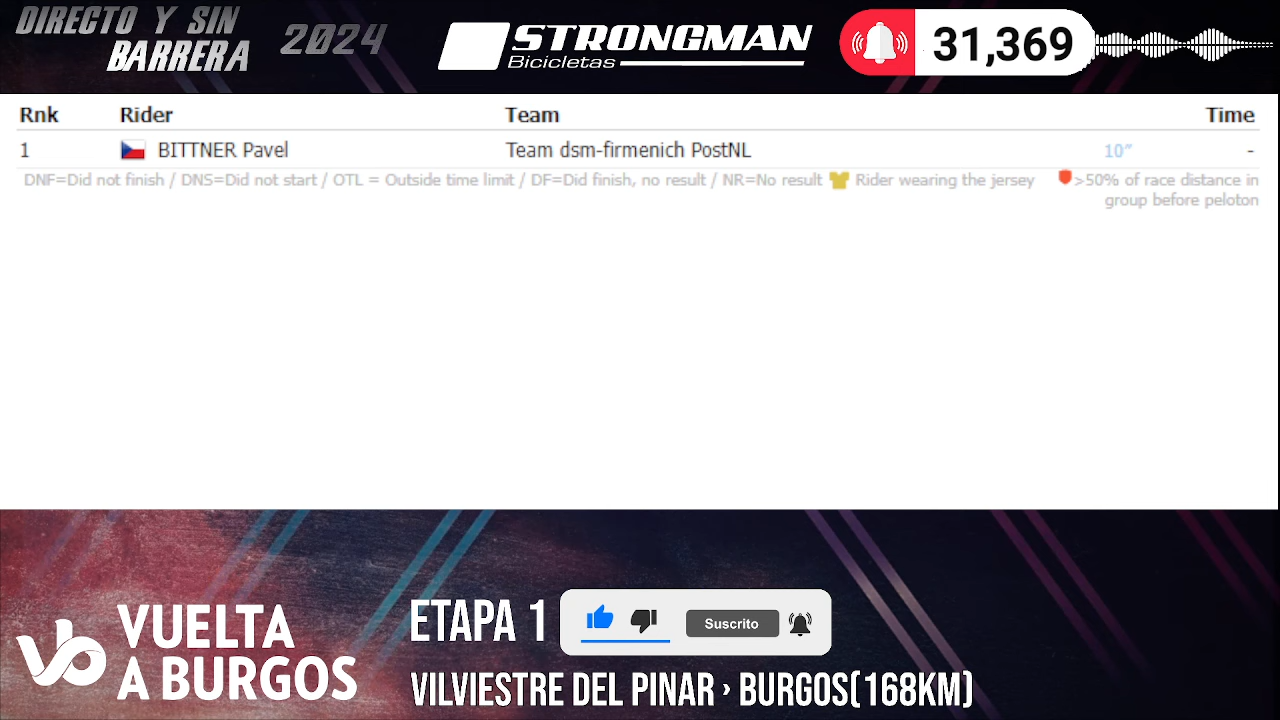 DIRECTO Y SIN
BARRERA
2024
STRONGMAN
Bicicletas
31,369
Rnk Rider Team Time
1 BITTNER Pavel Team dsm-firmenich PostNL 10″ -
DNF=Did not finish / DNS=Did not start / OTL = Outside time limit / DF=Did finish, no result / NR=No result Rider wearing the jersey >50% of race distance in
group before peloton
VUELTA
A BURGOS
ETAPA 1
Suscrito
VILVIESTRE DEL PINAR › BURGOS(168KM)